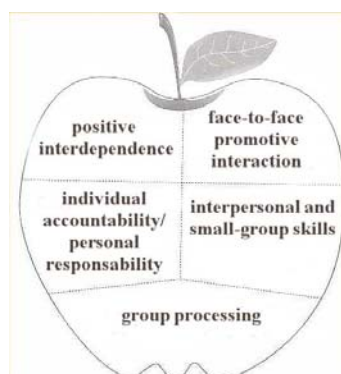 positive
interdependence
face-to-face
promotive
interaction
individual
accountability/
personal
responsability
interpersonal and
small-group skills
group processing